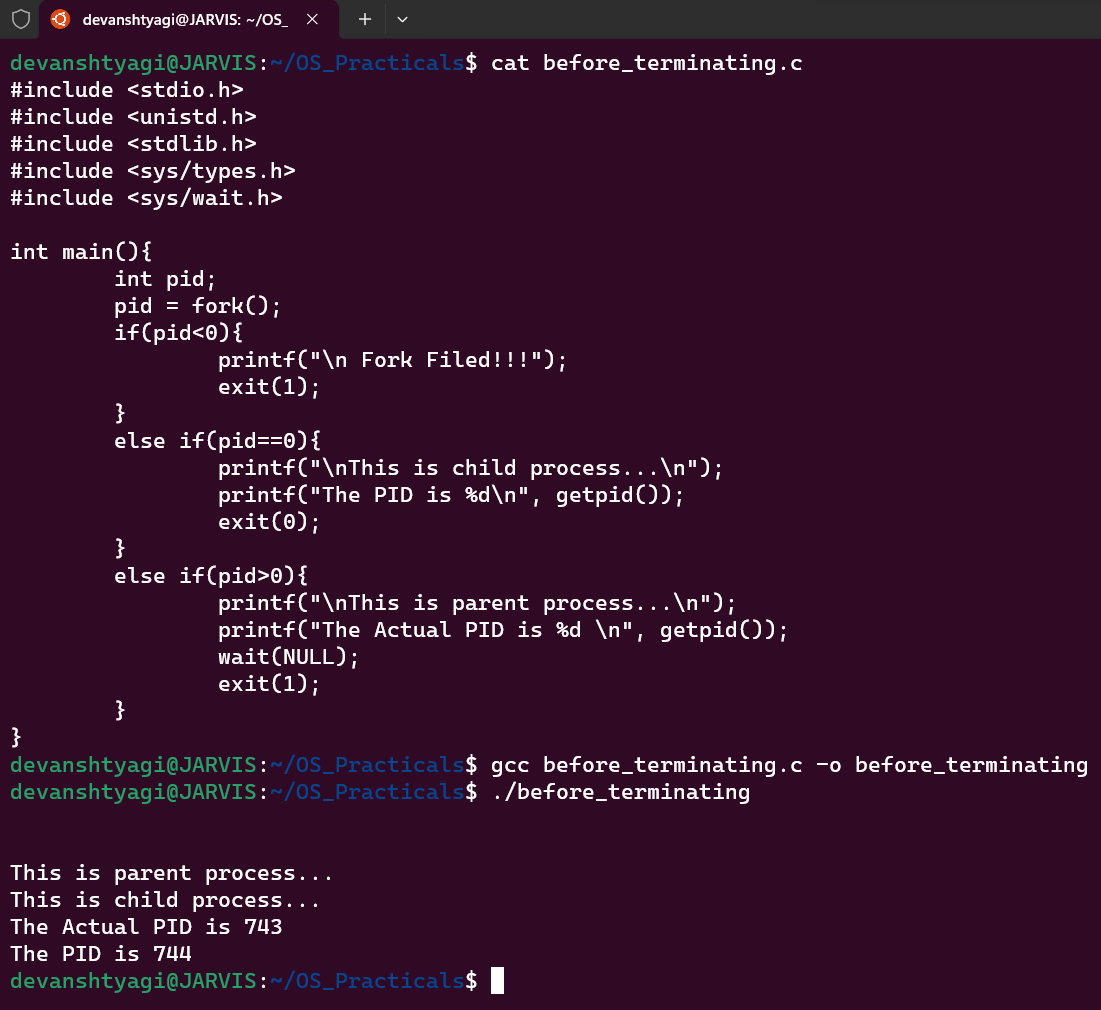 devanshtyagi@JARVIS: ~/OS_
devanshtyagi@JARVIS:~/OS_Practicals$ cat before_terminating.c
#include <stdio.h>
#include <unistd.h>
#include <stdlib.h>
#include <sys/types.h>
#include <sys/wait.h>

int main(){
        int pid;
        pid = fork();
        if(pid<0){
                printf("\n Fork Filed!!!");
                exit(1);
        }
        else if(pid==0){
                printf("\nThis is child process...\n");
                printf("The PID is %d\n", getpid());
                exit(0);
        }
        else if(pid>0){
                printf("\nThis is parent process...\n");
                printf("The Actual PID is %d \n", getpid());
                wait(NULL);
                exit(1);
        }
}
devanshtyagi@JARVIS:~/OS_Practicals$ gcc before_terminating.c -o before_terminating
devanshtyagi@JARVIS:~/OS_Practicals$ ./before_terminating


This is parent process...
This is child process...
The Actual PID is 743
The PID is 744
devanshtyagi@JARVIS:~/OS_Practicals$